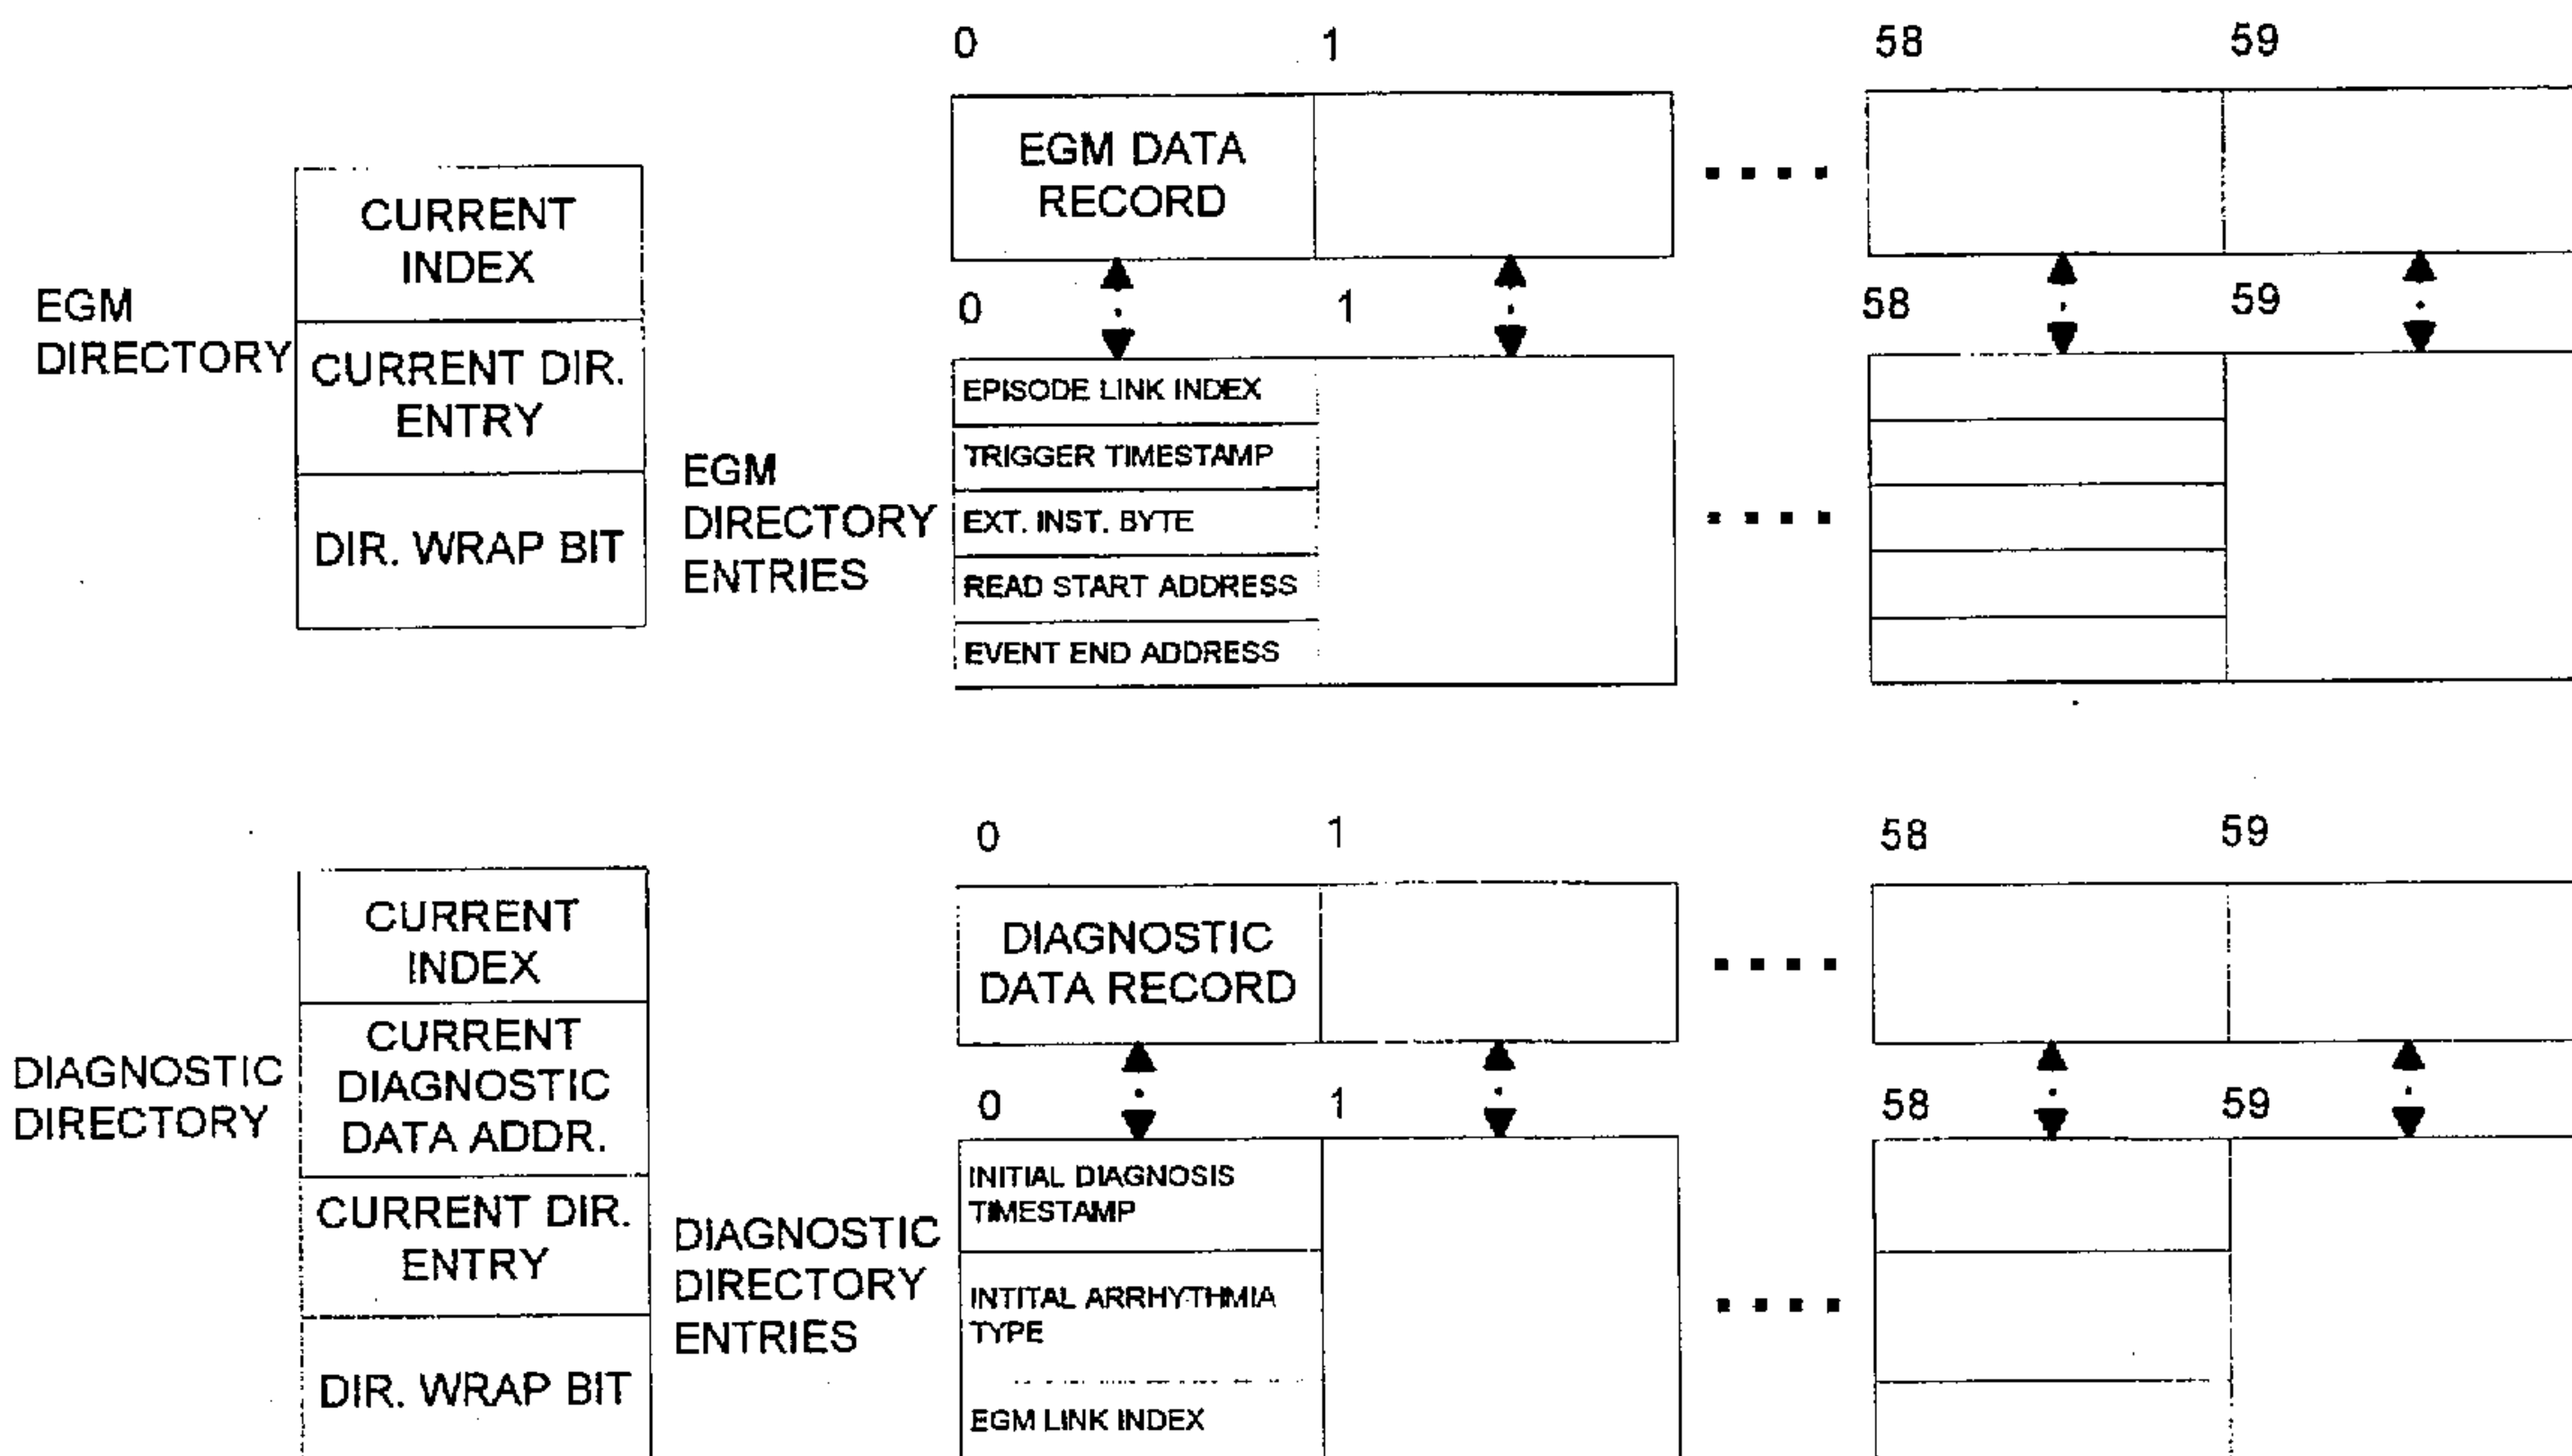 0 1 58 59
EGM DATA
RECORD
CURRENT
INDEX
EGM
DIRECTORY
CURRENT DIR.
ENTRY
DIR. WRAP BIT
0 1 58 59
EGM
DIRECTORY
ENTRIES
EPISODE LINK INDEX
TRIGGER TIMESTAMP
EXT. INST. BYTE
READ START ADDRESS
EVENT END ADDRESS
0 1 58 59
DIAGNOSTIC
DATA RECORD
CURRENT
INDEX
DIAGNOSTIC
DIRECTORY
CURRENT
DIAGNOSTIC
DATA ADDR.
CURRENT DIR.
ENTRY
DIR. WRAP BIT
0 1 58 59
DIAGNOSTIC
DIRECTORY
ENTRIES
INITIAL DIAGNOSIS
TIMESTAMP
INTITAL ARRHYTHMIA
TYPE
EGM LINK INDEX